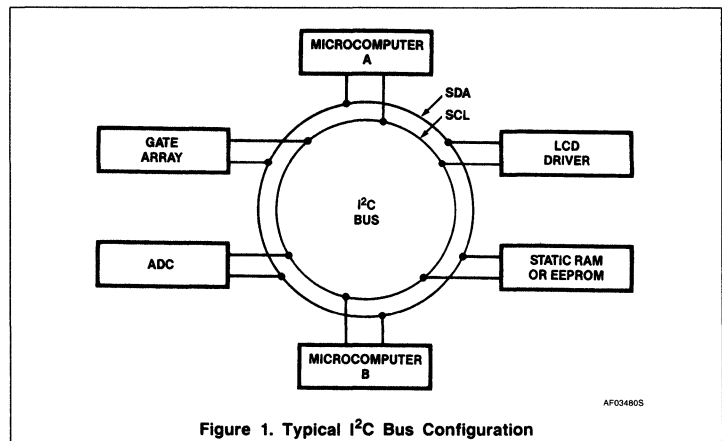 MICROCOMPUTER
A
SDA
SCL
GATE
ARRAY
LCD
DRIVER
I²C
BUS
ADC
STATIC RAM
OR EEPROM
MICROCOMPUTER
B
AF03480S
Figure 1. Typical I²C Bus Configuration